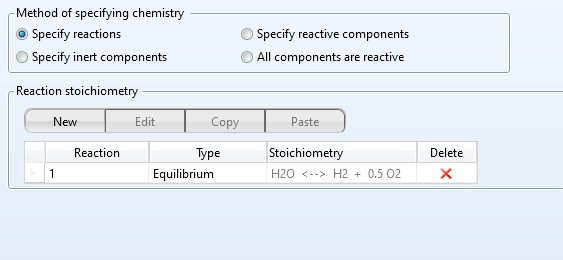 Method of specifying chemistry
Specify reactions
Specify reactive components
Specify inert components
All components are reactive
Reaction stoichiometry
New Edit Copy Paste
Reaction Type Stoichiometry Delete
1 Equilibrium H2O <--> H2 + 0.5 O2